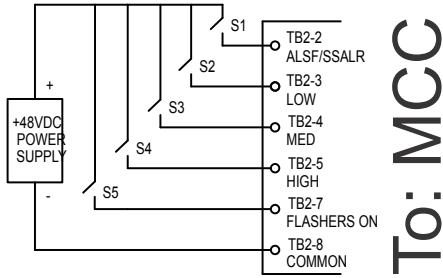 S1
TB2-2
ALSF/SSALR
S2
TB2-3
LOW
+
S3
TB2-4
MED
+48VDC
POWER
SUPPLY
S4
TB2-5
HIGH
-
S5
TB2-7
FLASHERS ON
TB2-8
COMMON
To: MCC